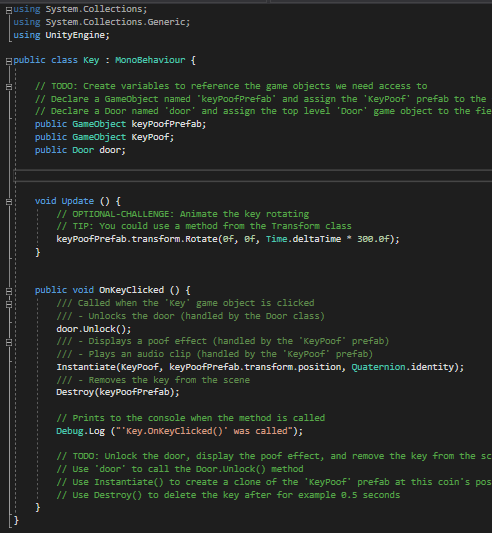 using System.Collections;
using System.Collections.Generic;
using UnityEngine;
public class Key : MonoBehaviour {
// TODO: Create variables to reference the game objects we need access to
// Declare a GameObject named 'keyPoofPrefab' and assign the 'KeyPoof' prefab to the
// Declare a Door named 'door' and assign the top level 'Door' game object to the fie
public GameObject keyPoofPrefab;
public GameObject KeyPoof;
public Door door;
void Update () {
// OPTIONAL-CHALLENGE: Animate the key rotating
// TIP: You could use a method from the Transform class
keyPoofPrefab.transform.Rotate(0f, 0f, Time.deltaTime * 300.0f);
}
public void OnKeyClicked () {
/// Called when the 'Key' game object is clicked
/// - Unlocks the door (handled by the Door class)
door.Unlock();
/// - Displays a poof effect (handled by the 'KeyPoof' prefab)
/// - Plays an audio clip (handled by the 'KeyPoof' prefab)
Instantiate(KeyPoof, keyPoofPrefab.transform.position, Quaternion.identity);
/// - Removes the key from the scene
Destroy(keyPoofPrefab);
// Prints to the console when the method is called
Debug.Log ("'Key.OnKeyClicked()' was called");
// TODO: Unlock the door, display the poof effect, and remove the key from the sc
// Use 'door' to call the Door.Unlock() method
// Use Instantiate() to create a clone of the 'KeyPoof' prefab at this coin's pos
// Use Destroy() to delete the key after for example 0.5 seconds
}
}